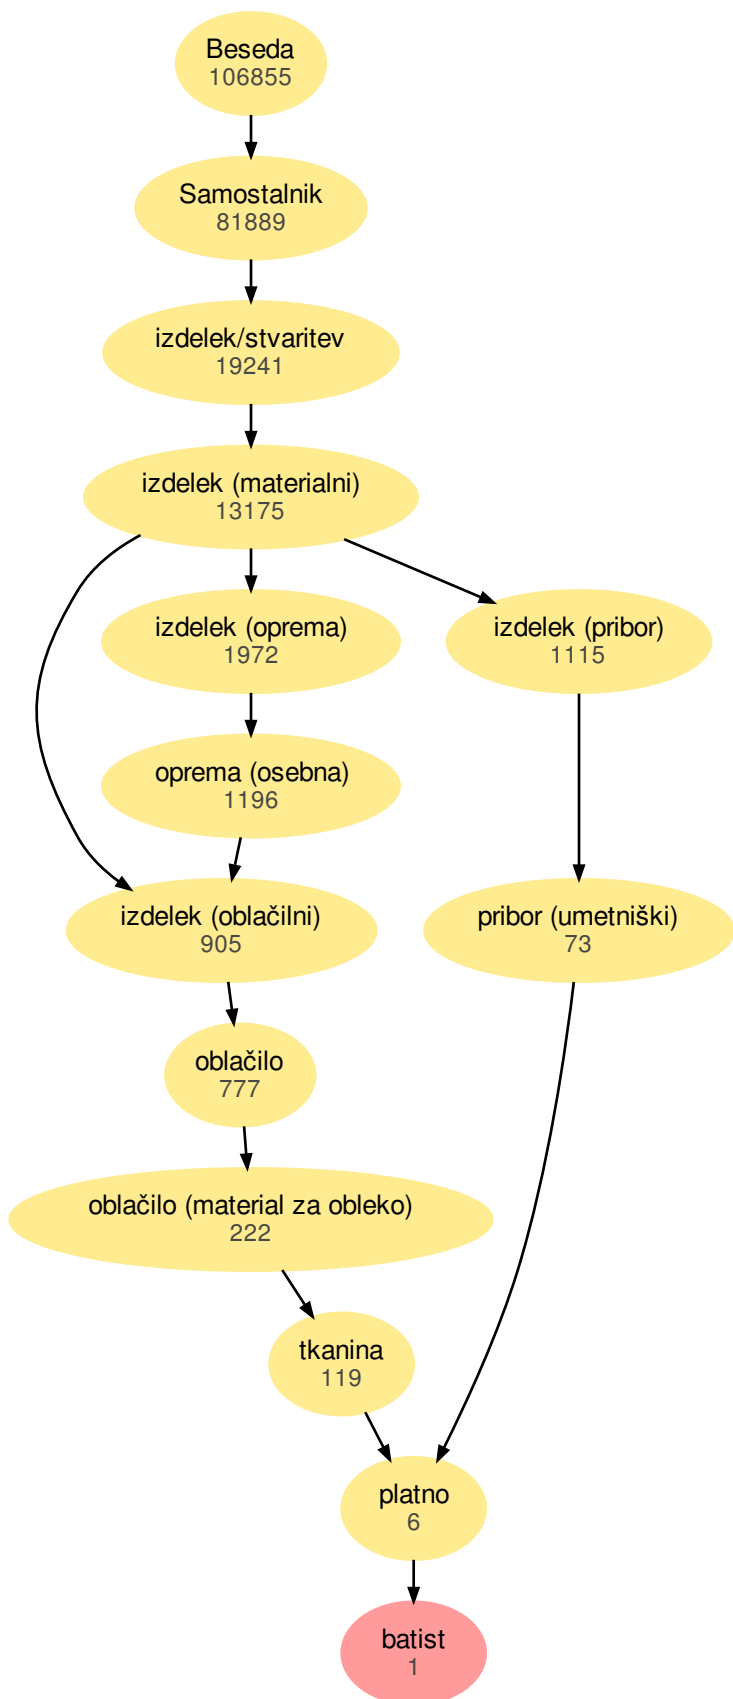 Beseda
106855
Samostalnik
81889
izdelek/stvaritev
19241
izdelek (materialni)
13175
izdelek (oprema)
1972
izdelek (pribor)
1115
oprema (osebna)
1196
izdelek (oblačilni)
905
pribor (umetniški)
73
oblačilo
777
oblačilo (material za obleko)
222
tkanina
119
platno
6
batist
1